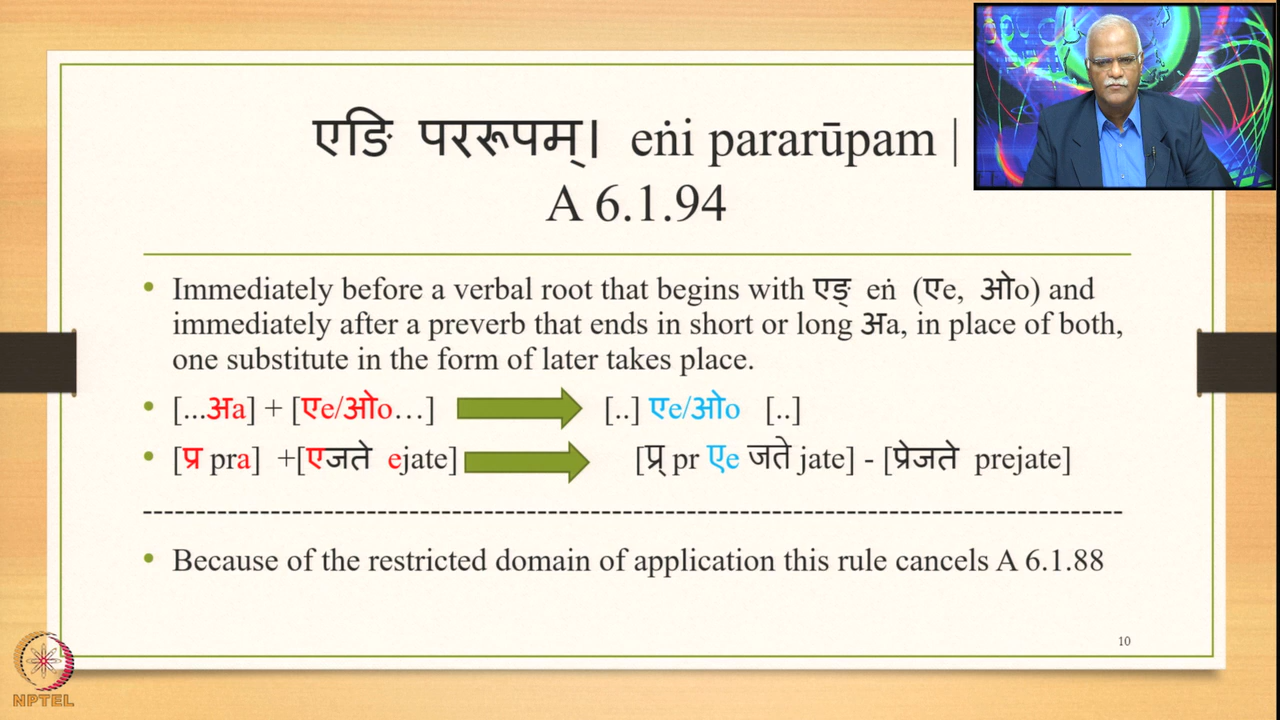 एङि पररूपम्। eṅi pararūpam |
A 6.1.94
• Immediately before a verbal root that begins with एङ् eṅ (एe, ओo) and
immediately after a preverb that ends in short or long अa, in place of both,
one substitute in the form of later takes place.
• [...अa] + [एe/ओo…] [..] एe/ओo [..]
• [प्र pra] +[एजते ejate] [प्र् pr एe जते jate] - [प्रेजते prejate]
--------------------------------------------------------------------------------
• Because of the restricted domain of application this rule cancels A 6.1.88
10
NPTEL